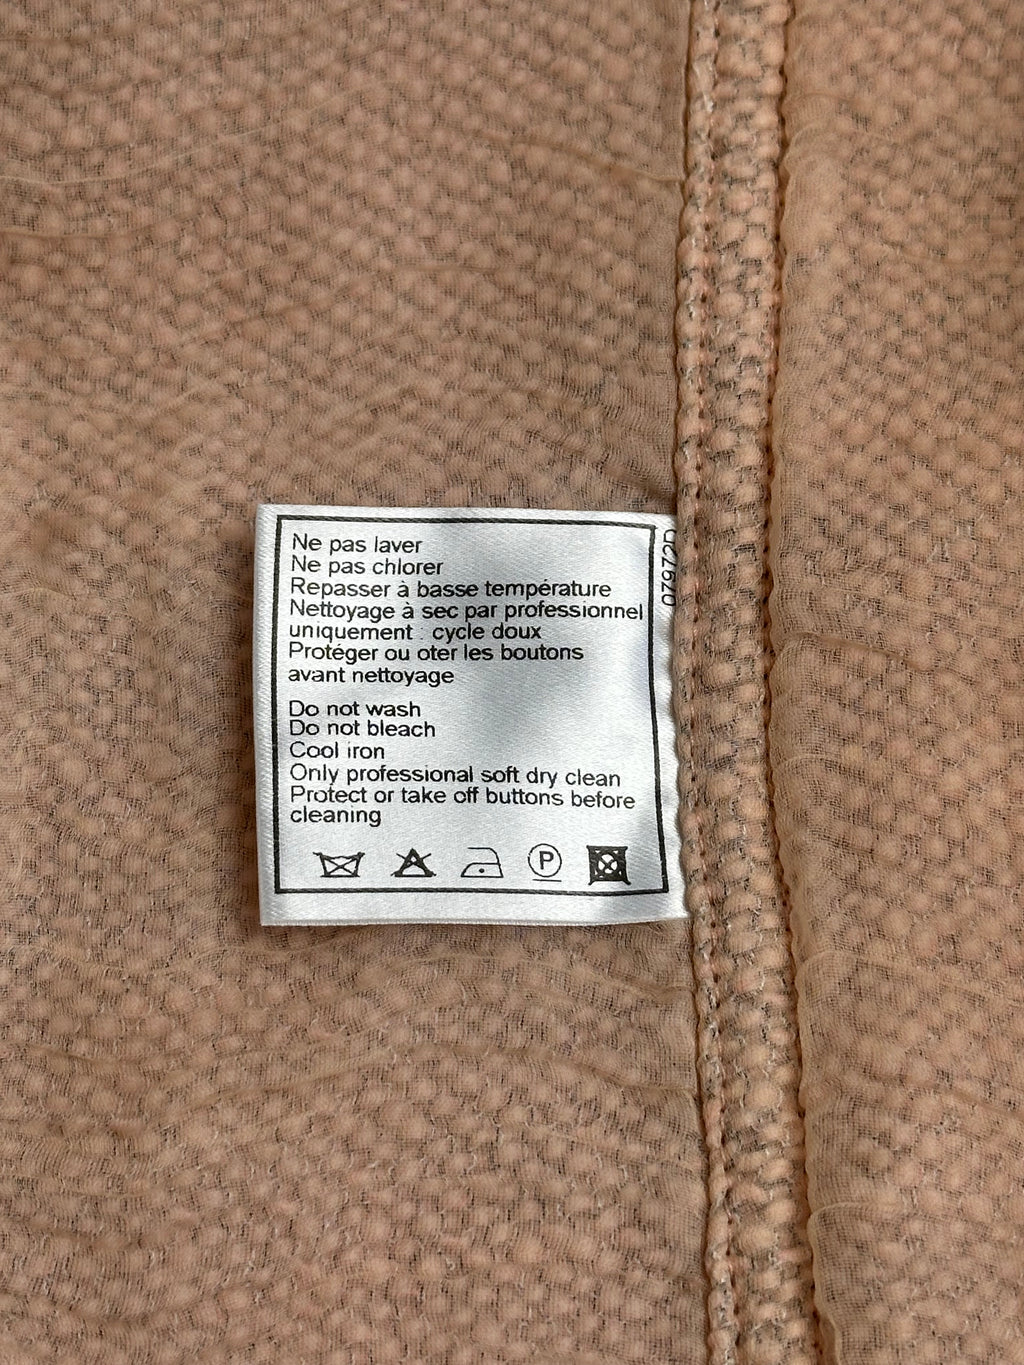 Ne pas laver
Ne pas chlorer
Repasser à basse température
Nettoyage à sec par professionnel
uniquement : cycle doux
Protéger ou oter les boutons
avant nettoyage
Do not wash
Do not bleach
Cool iron
Only professional soft dry clean
Protect or take off buttons before
cleaning
A
P
07972D